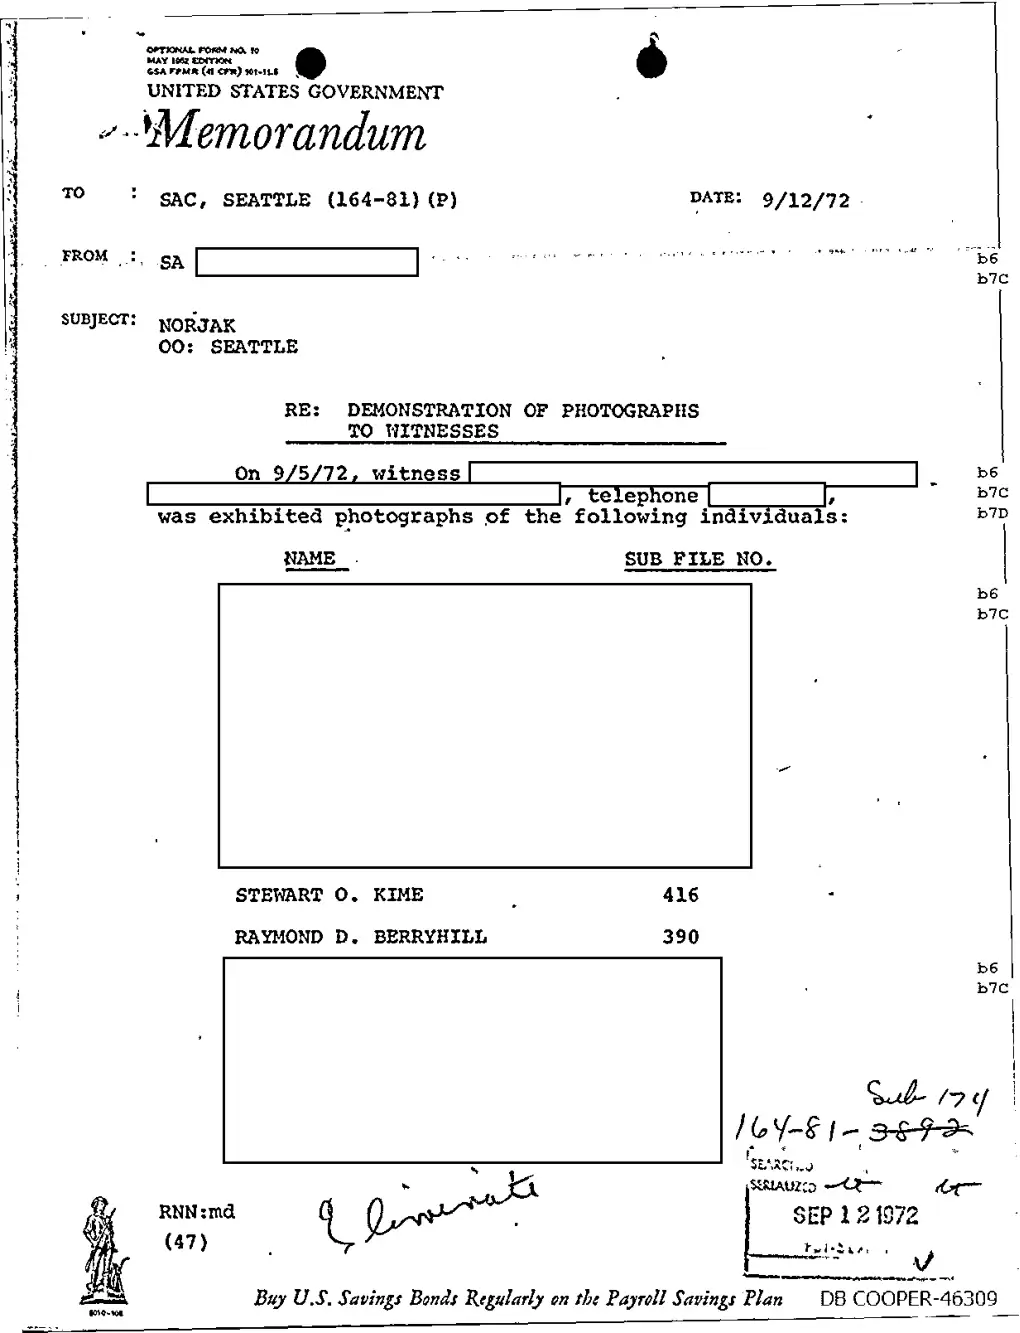 OPTIONAL FORM NO. 10
MAY 1962 EDITION
GSA FPMR (41 CFR) 101-11.6
UNITED STATES GOVERNMENT
Memorandum
TO : SAC, SEATTLE (164-81)(P) DATE: 9/12/72
FROM : SA
b6
b7C
SUBJECT: NORJAK
OO: SEATTLE
RE: DEMONSTRATION OF PHOTOGRAPHS
TO WITNESSES
On 9/5/72, witness
b6
, telephone , b7C
was exhibited photographs of the following individuals: b7D
NAME SUB FILE NO.
b6
b7C
STEWART O. KIME 416
RAYMOND D. BERRYHILL 390
b6
b7C
Sub 174
164-81-3892
SEARCHED
SERIALIZED
RNN:md
Eliminate
SEP 12 1972
(47)
Buy U.S. Savings Bonds Regularly on the Payroll Savings Plan
5010-108
DB COOPER-46309